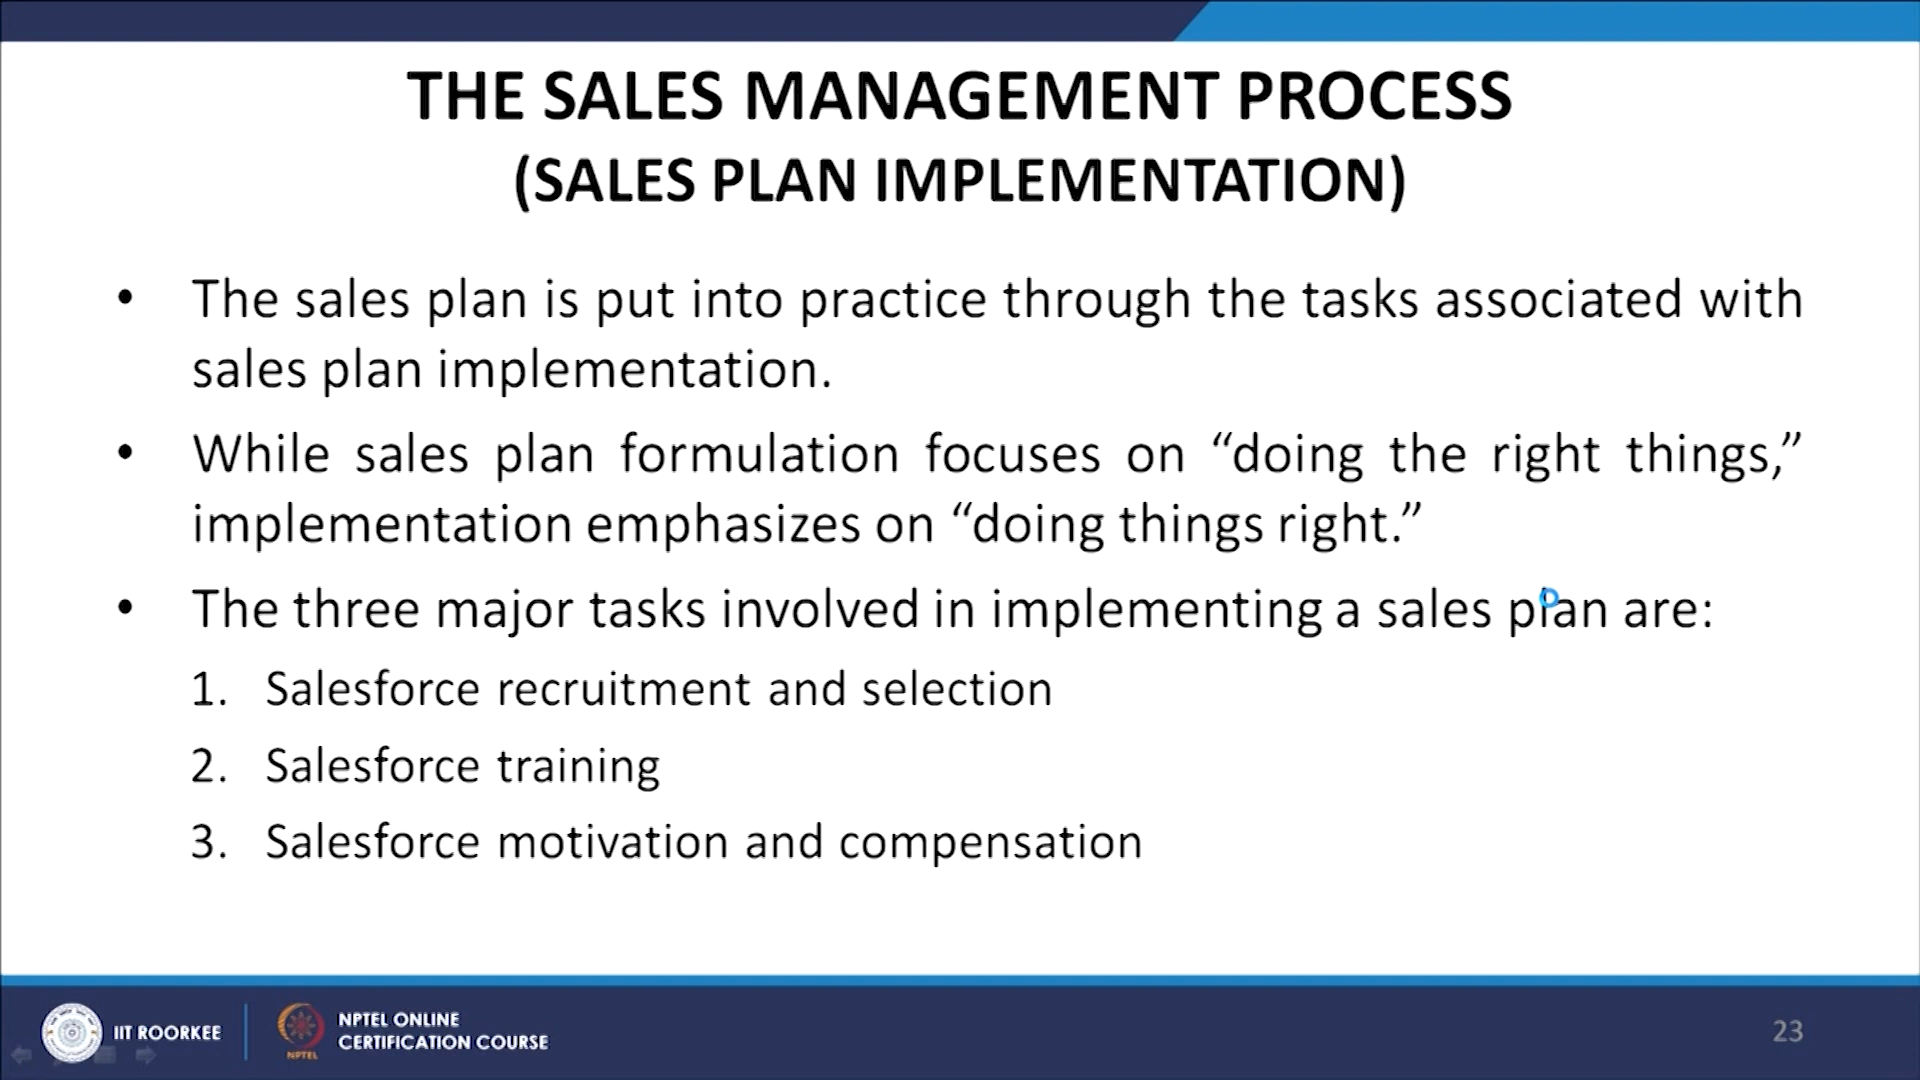 THE SALES MANAGEMENT PROCESS
(SALES PLAN IMPLEMENTATION)
• The sales plan is put into practice through the tasks associated with
sales plan implementation.
• While sales plan formulation focuses on “doing the right things,”
implementation emphasizes on “doing things right.”
• The three major tasks involved in implementing a sales plan are:
1. Salesforce recruitment and selection
2. Salesforce training
3. Salesforce motivation and compensation
IIT ROORKEE
NPTEL
NPTEL ONLINE
CERTIFICATION COURSE
23